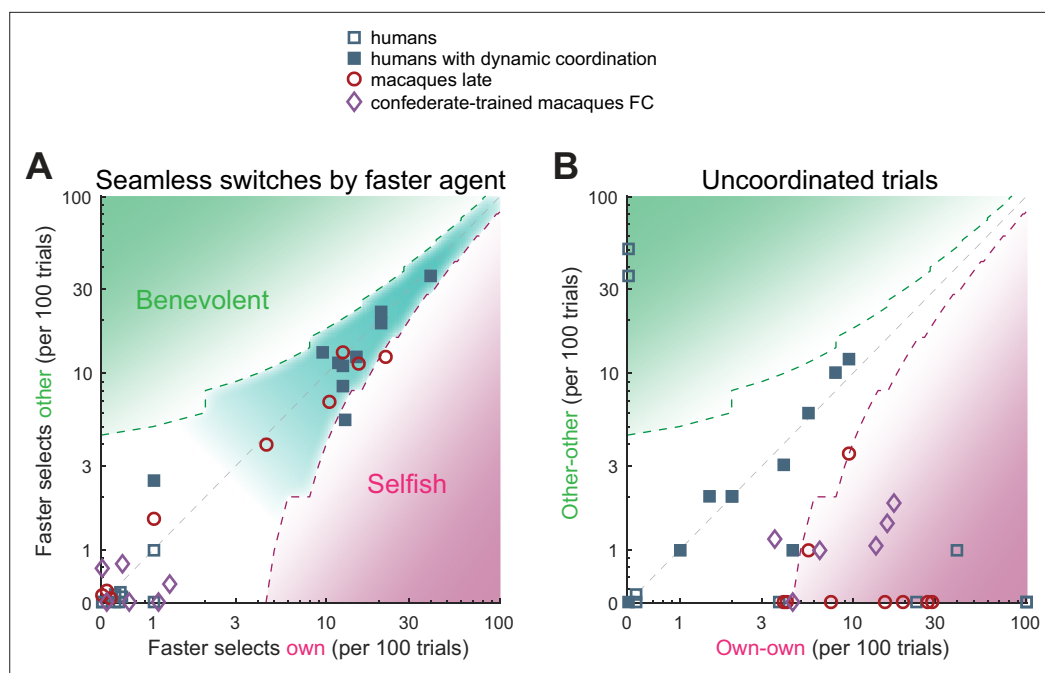 humans
humans with dynamic coordination
macaques late
confederate-trained macaques FC
A
Seamless switches by faster agent
Faster selects other (per 100 trials)
100
30
10
3
1
0
Benevolent
Selfish
0 1 3 10 30 100
Faster selects own (per 100 trials)
B
Uncoordinated trials
Other-other (per 100 trials)
100
30
10
3
1
0
0 1 3 10 30 100
Own-own (per 100 trials)